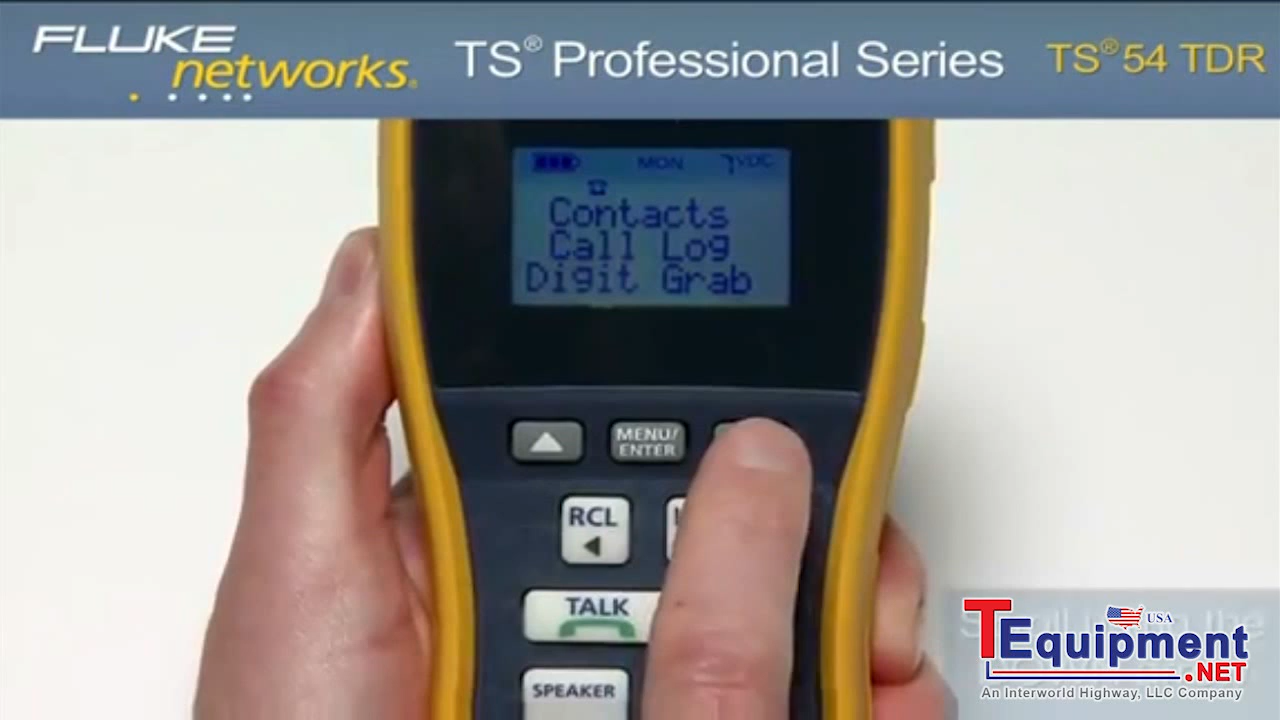 FLUKE networks® TS® Professional Series TS®54 TDR
MON VDC
Contacts
Call Log
Digit Grab
MENU/
ENTER
RCL
TALK
SPEAKER
USA
TEquipment
.NET
An Interworld Highway, LLC Company